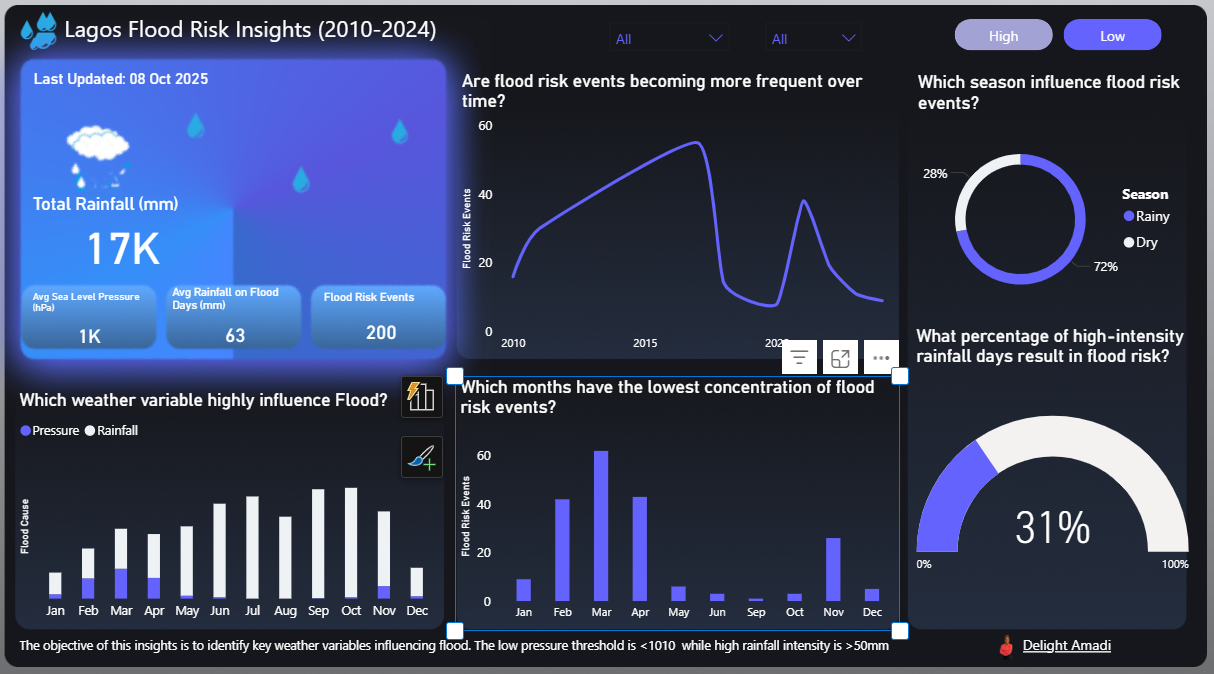 Lagos Flood Risk Insights (2010-2024)
All
All
High
Low
Last Updated: 08 Oct 2025
Total Rainfall (mm)
17K
Avg Sea Level Pressure
(hPa)
1K
Avg Rainfall on Flood
Days (mm)
63
Flood Risk Events
200
Are flood risk events becoming more frequent over
time?
Flood Risk Events
60
40
20
0
2010
2015
Which season influence flood risk
events?
28%
72%
Season
Rainy
Dry
Which weather variable highly influence Flood?
Pressure
Rainfall
Flood Cause
Jan Feb Mar Apr May Jun Jul Aug Sep Oct Nov Dec
Which months have the lowest concentration of flood
risk events?
Flood Risk Events
60
40
20
0
Jan Feb Mar Apr May Jun Sep Oct Nov Dec
What percentage of high-intensity
rainfall days result in flood risk?
31%
0%
100%
The objective of this insights is to identify key weather variables influencing flood. The low pressure threshold is <1010 while high rainfall intensity is >50mm
Delight Amadi